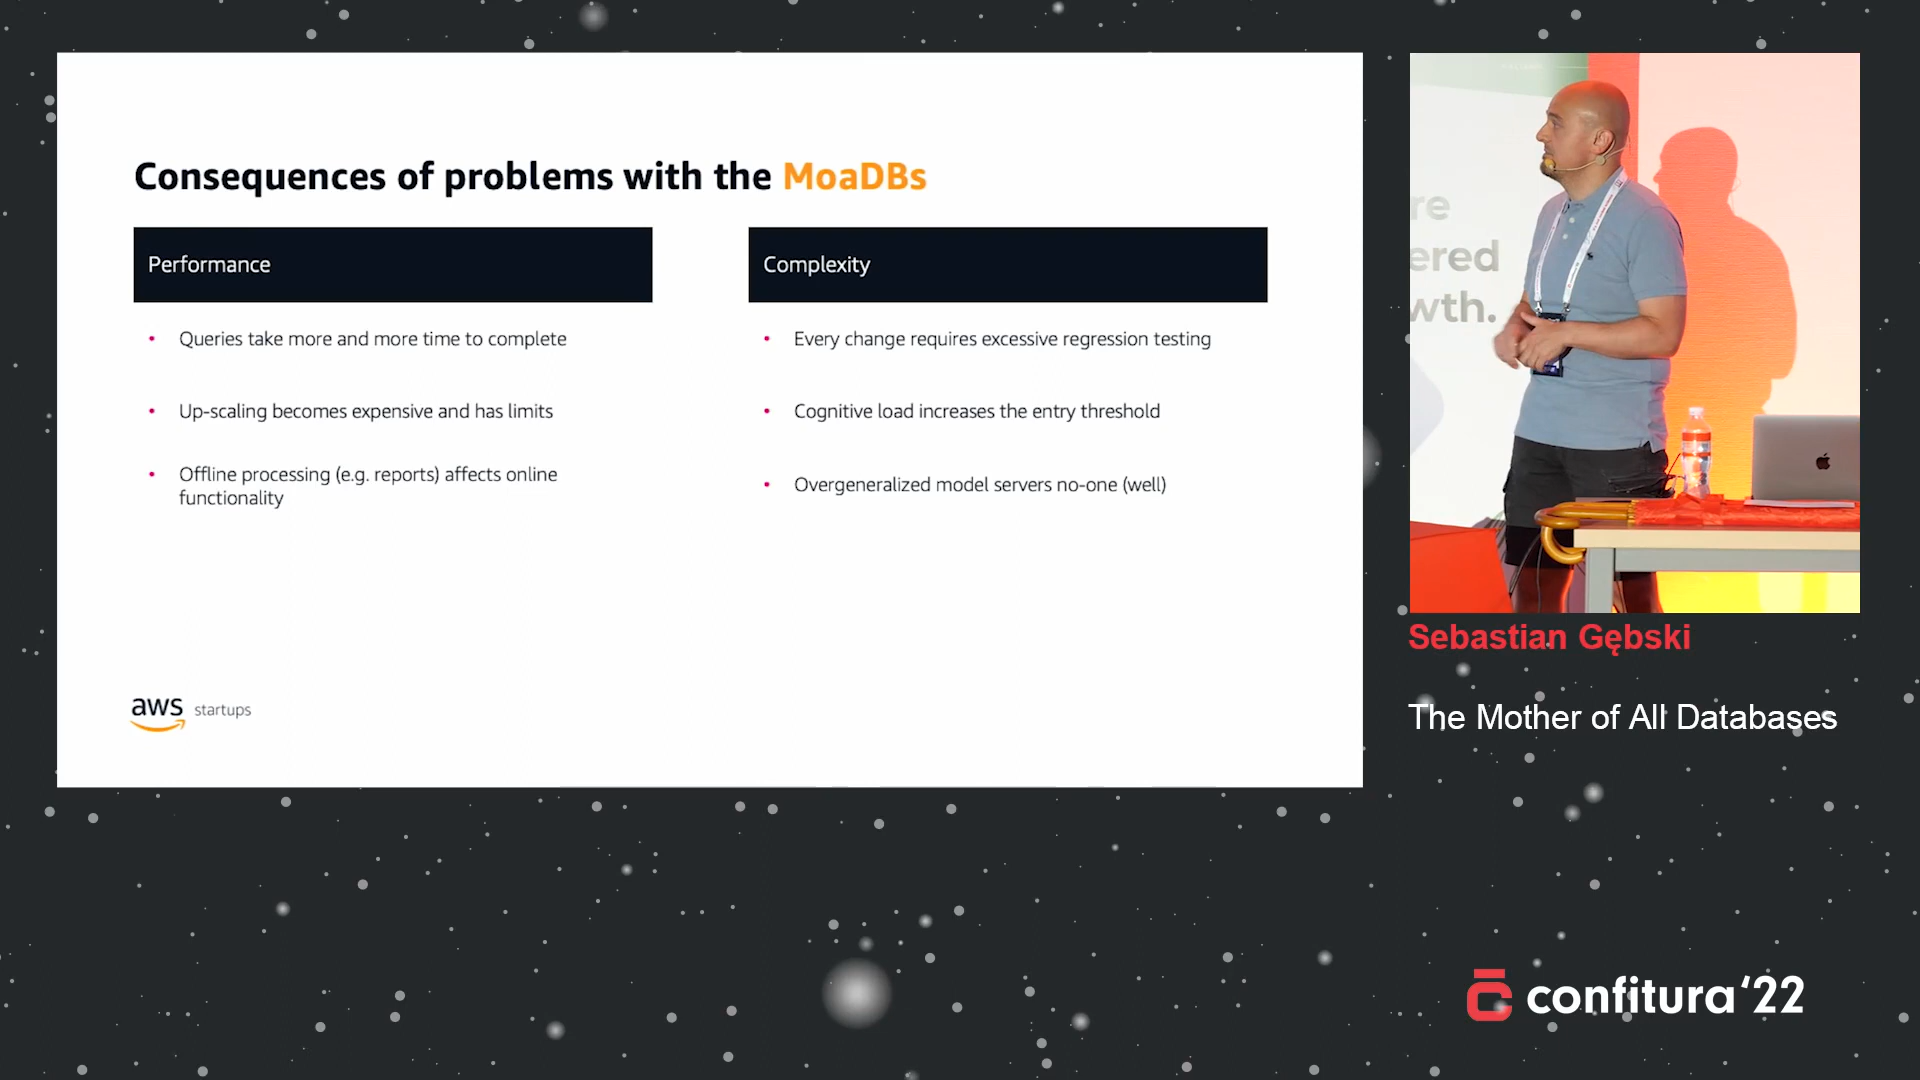 Consequences of problems with the MoaDBs
Performance
Queries take more and more time to complete
Up-scaling becomes expensive and has limits
Offline processing (e.g. reports) affects online
functionality
Complexity
Every change requires excessive regression testing
Cognitive load increases the entry threshold
Overgeneralized model servers no-one (well)
aws startups
re
ered
wth.
Sebastian Gębski
The Mother of All Databases
confitura‘22